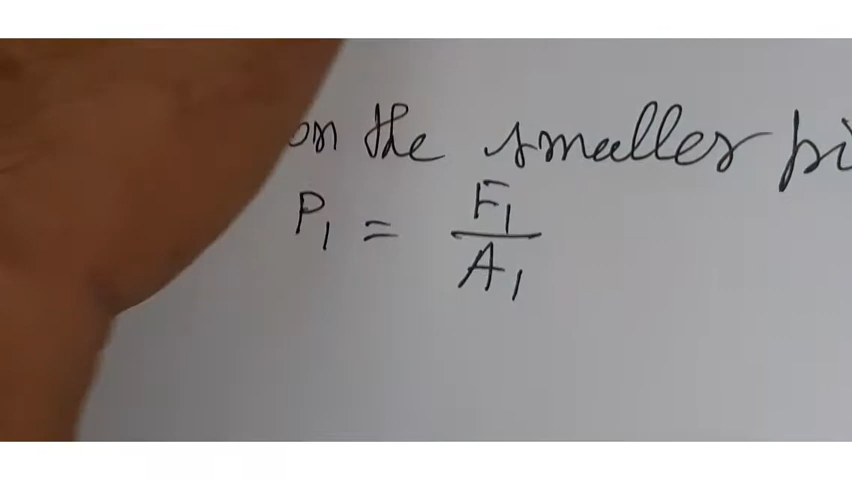 on the smaller
P₁ = F₁/A₁